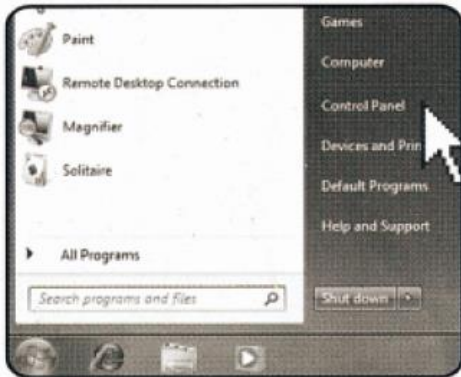 Paint
Remote Desktop Connection
Magnifier
Solitaire
All Programs
Search programs and files
Games
Computer
Control Panel
Devices and Prin
Default Programs
Help and Support
Shut down